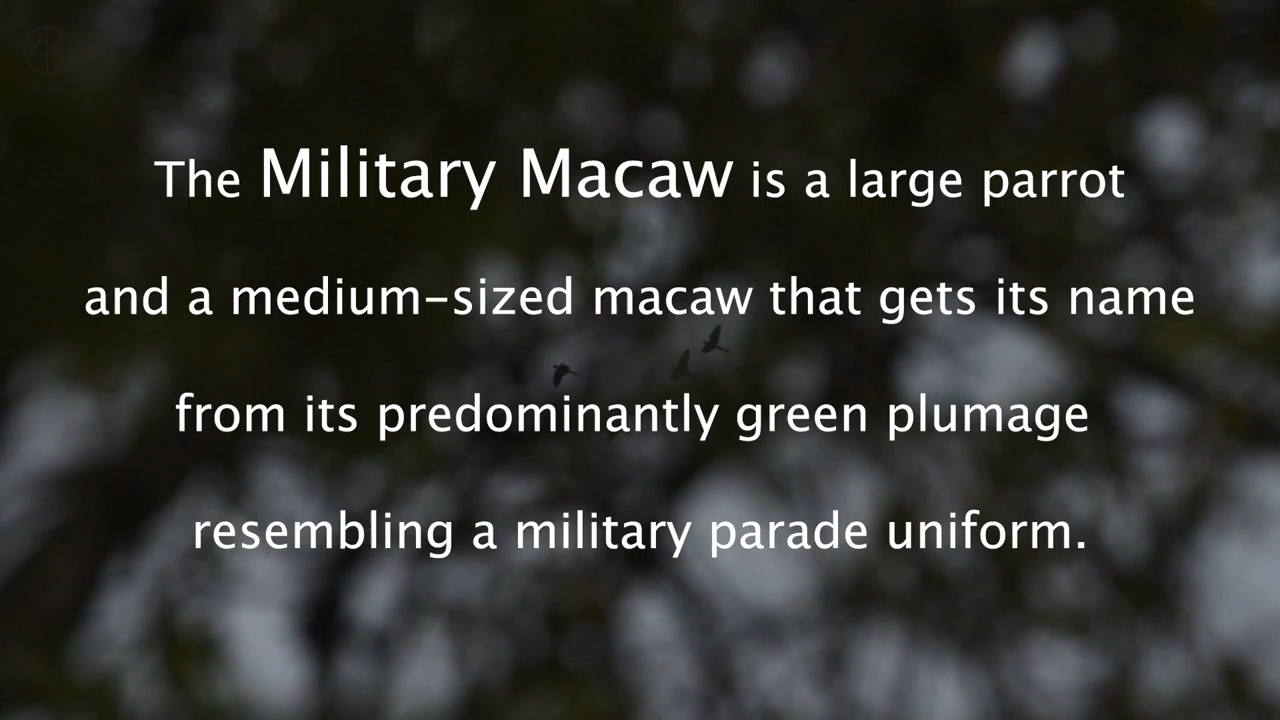 The Military Macaw is a large parrot
and a medium-sized macaw that gets its name
from its predominantly green plumage
resembling a military parade uniform.